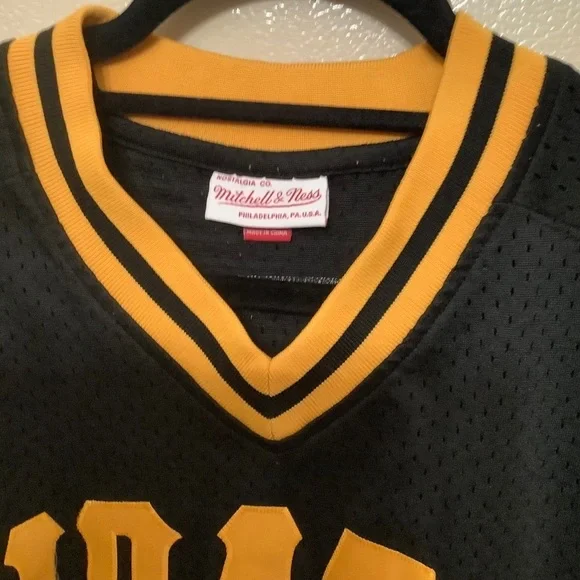 NOSTALGIA CO.
Mitchell & Ness
PHILADELPHIA, PA. U.S.A.
MADE IN CHINA